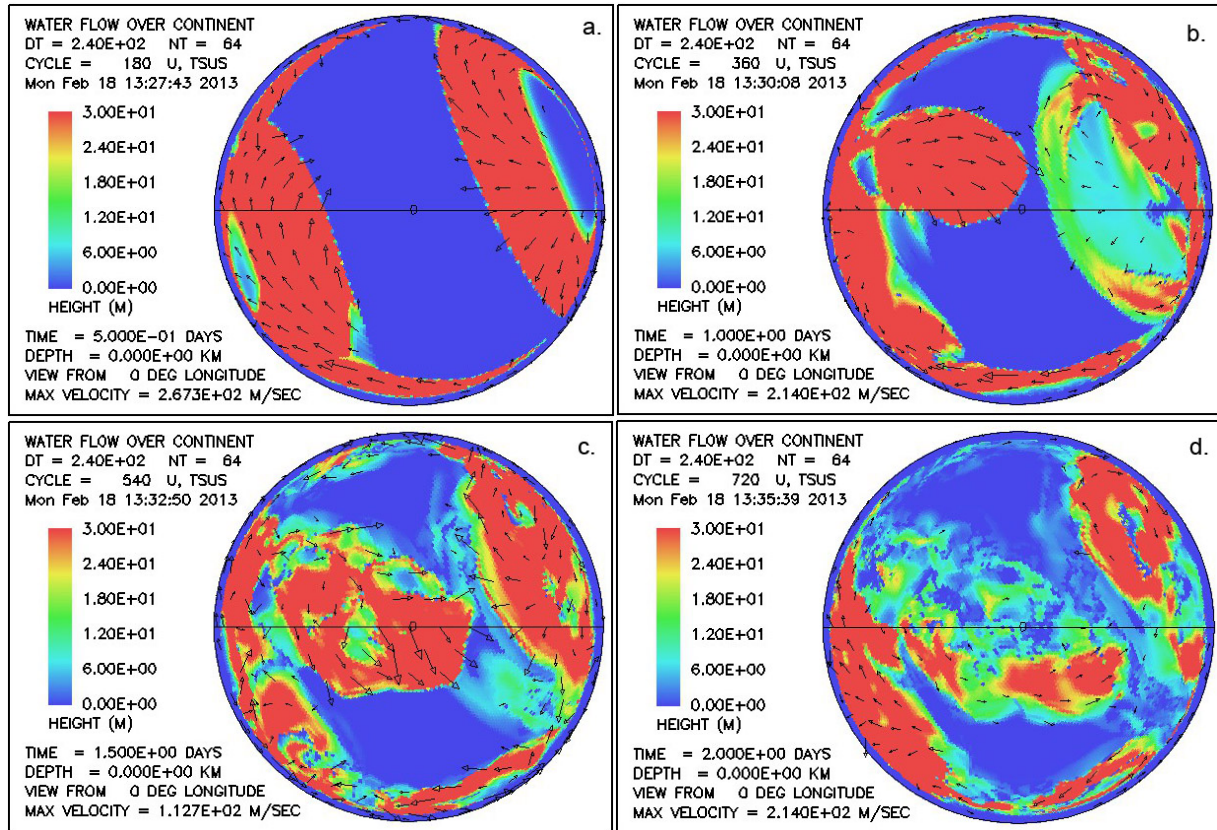 WATER FLOW OVER CONTINENT
DT = 2.40E+02 NT = 64
CYCLE = 180 U, TSUS
Mon Feb 18 13:27:43 2013
a.
3.00E+01
2.40E+01
1.80E+01
1.20E+01
6.00E+00
0.00E+00
HEIGHT (M)
0
TIME = 5.000E-01 DAYS
DEPTH = 0.000E+00 KM
VIEW FROM 0 DEG LONGITUDE
MAX VELOCITY = 2.673E+02 M/SEC
WATER FLOW OVER CONTINENT
DT = 2.40E+02 NT = 64
CYCLE = 360 U, TSUS
Mon Feb 18 13:30:08 2013
b.
3.00E+01
2.40E+01
1.80E+01
1.20E+01
6.00E+00
0.00E+00
HEIGHT (M)
0
TIME = 1.000E+00 DAYS
DEPTH = 0.000E+00 KM
VIEW FROM 0 DEG LONGITUDE
MAX VELOCITY = 2.140E+02 M/SEC
WATER FLOW OVER CONTINENT
DT = 2.40E+02 NT = 64
CYCLE = 540 U, TSUS
Mon Feb 18 13:32:50 2013
c.
3.00E+01
2.40E+01
1.80E+01
1.20E+01
6.00E+00
0.00E+00
HEIGHT (M)
0
TIME = 1.500E+00 DAYS
DEPTH = 0.000E+00 KM
VIEW FROM 0 DEG LONGITUDE
MAX VELOCITY = 1.127E+02 M/SEC
WATER FLOW OVER CONTINENT
DT = 2.40E+02 NT = 64
CYCLE = 720 U, TSUS
Mon Feb 18 13:35:39 2013
d.
3.00E+01
2.40E+01
1.80E+01
1.20E+01
6.00E+00
0.00E+00
HEIGHT (M)
0
TIME = 2.000E+00 DAYS
DEPTH = 0.000E+00 KM
VIEW FROM 0 DEG LONGITUDE
MAX VELOCITY = 2.140E+02 M/SEC